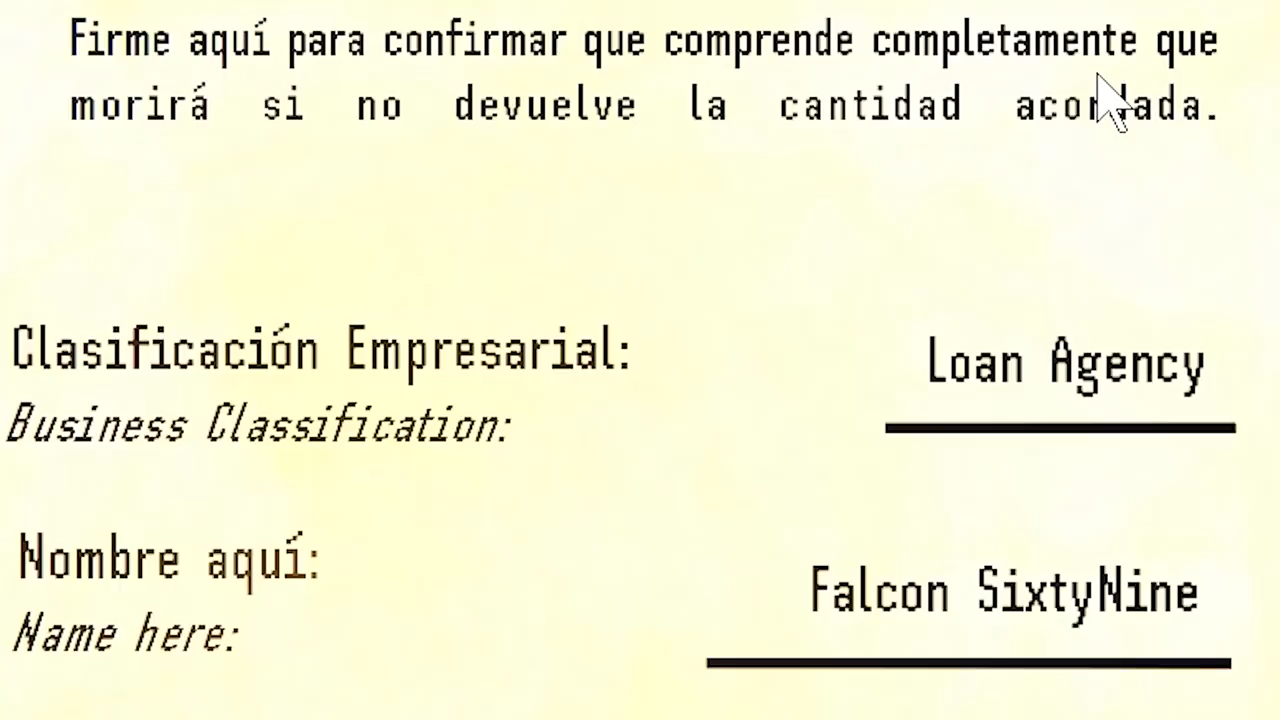 Firme aquí para confirmar que comprende completamente que
morirá si no devuelve la cantidad acordada.
Clasificación Empresarial:
Loan Agency
Business Classification:
Nombre aquí:
Falcon SixtyNine
Name here: